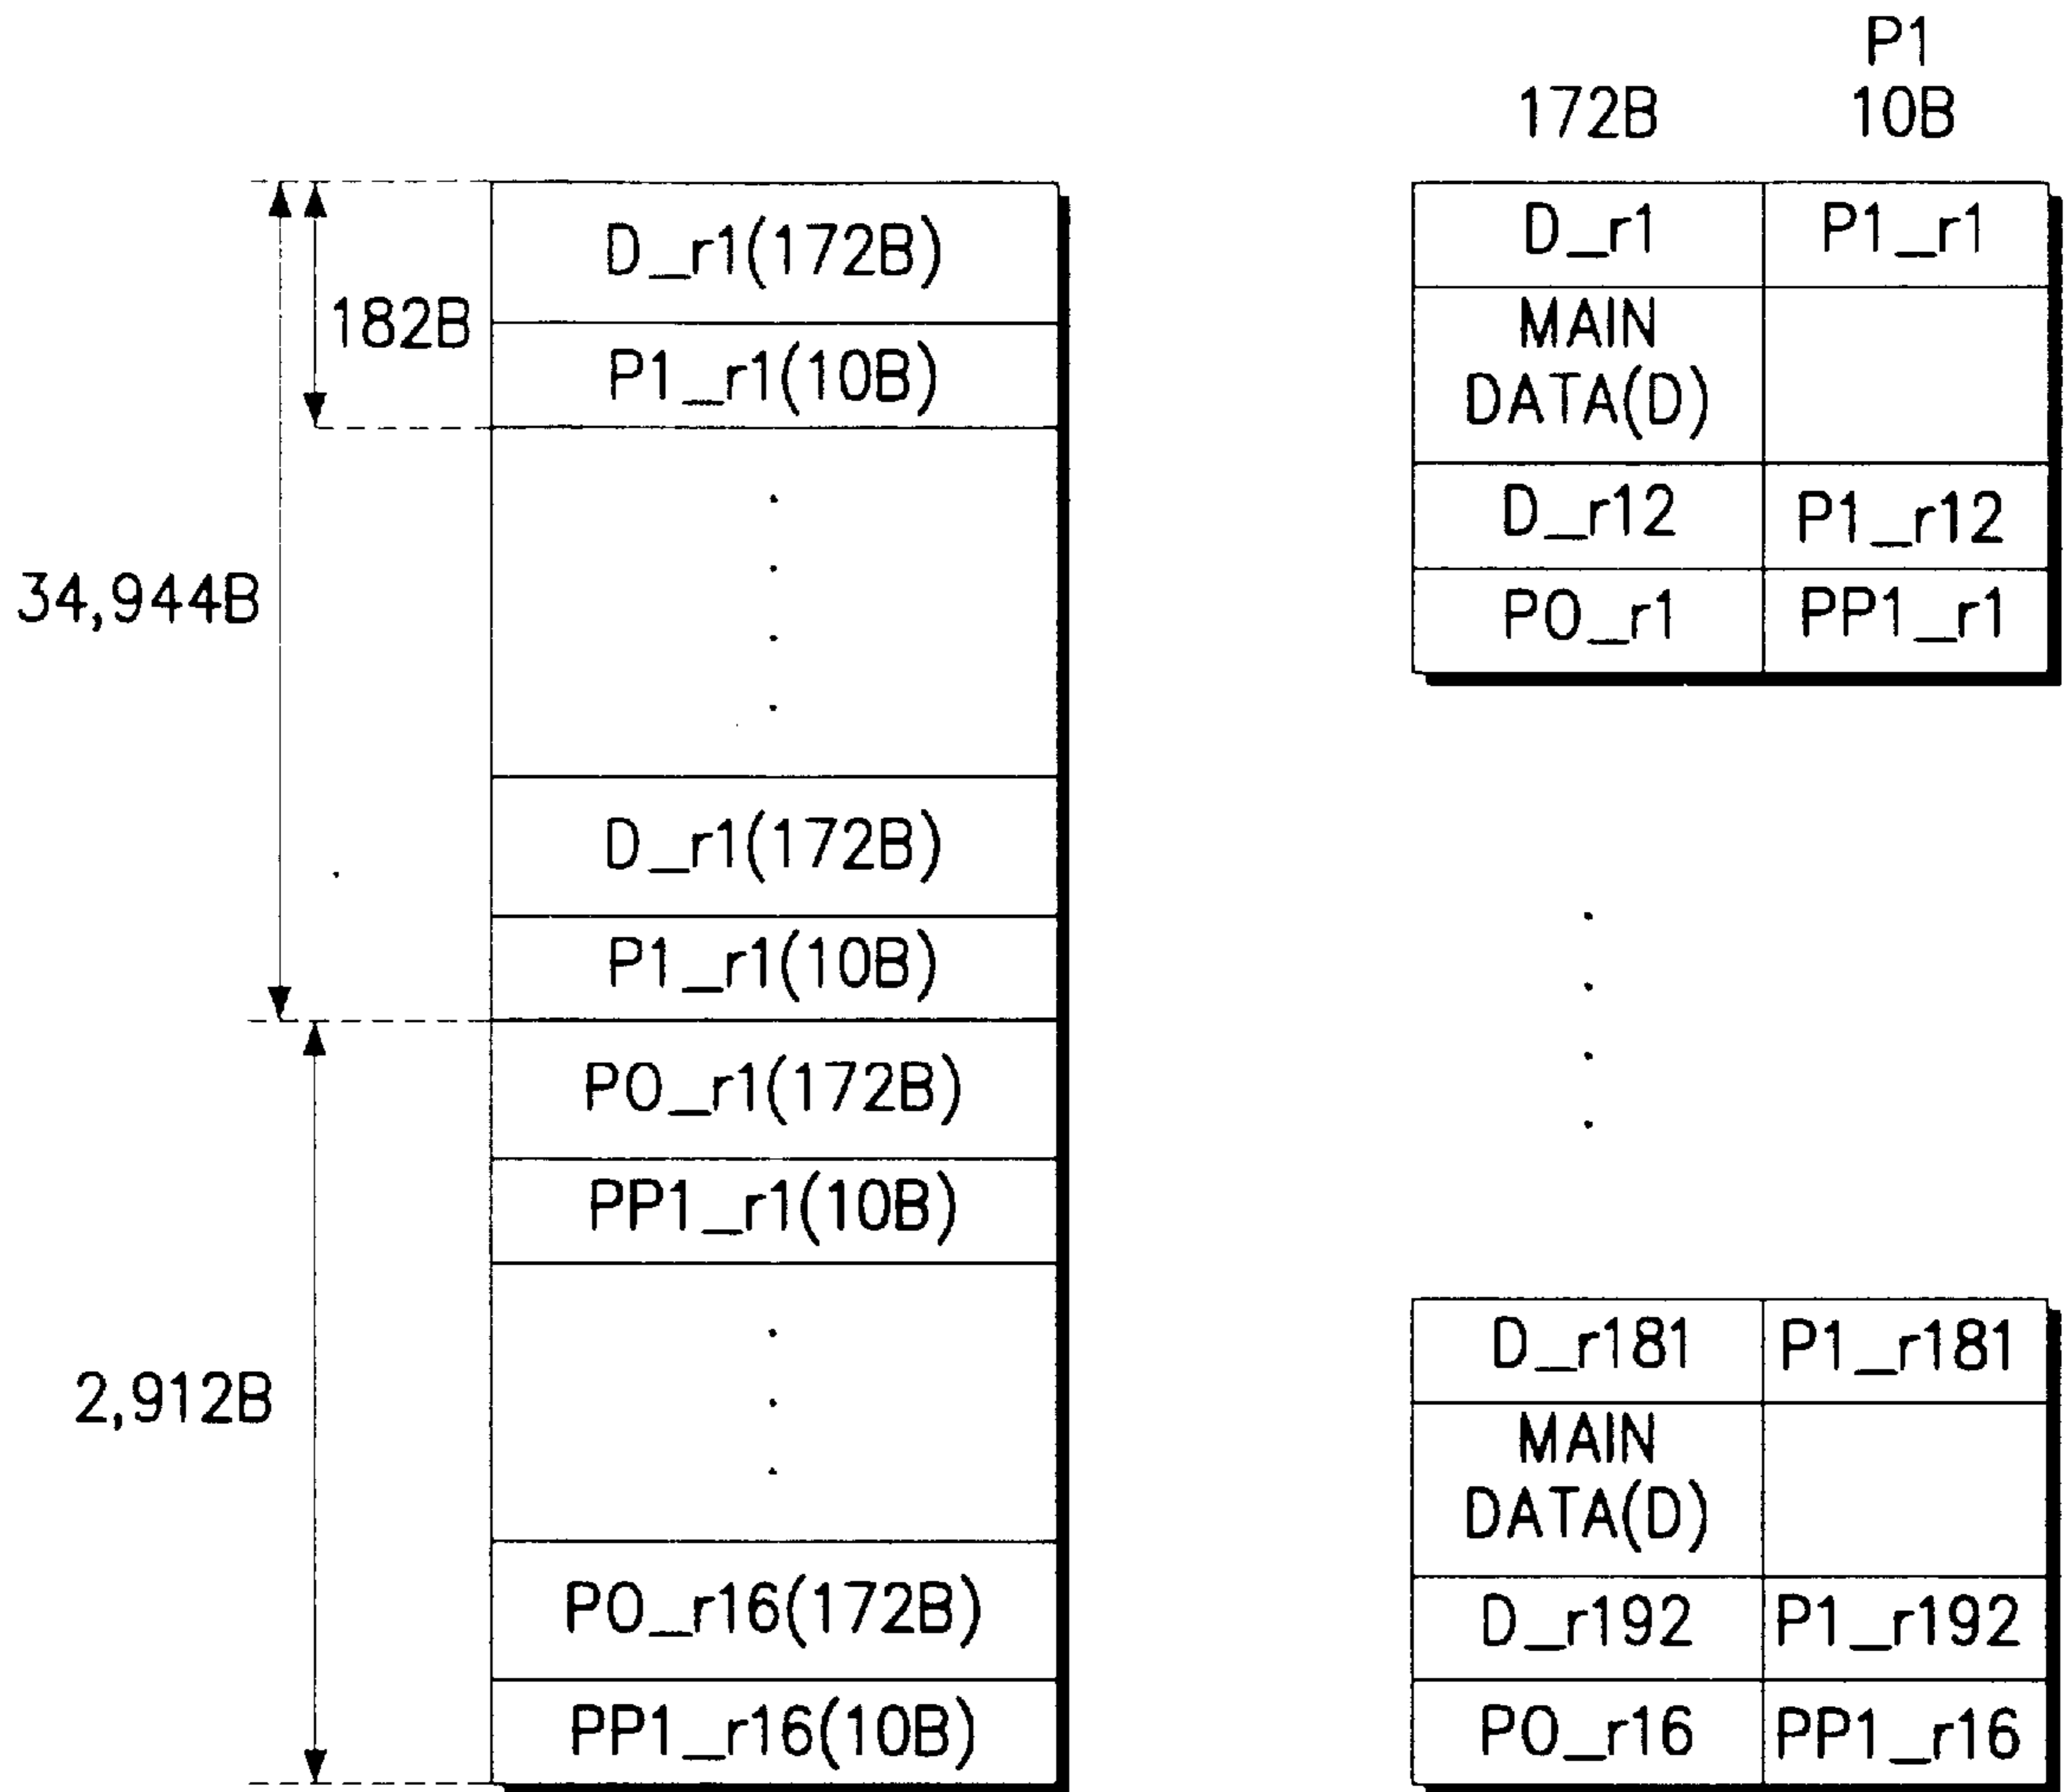 34,944B
182B
2,912B
D_r1(172B)
P1_r1(10B)
D_r1(172B)
P1_r1(10B)
PO_r1(172B)
PP1_r1(10B)
PO_r16(172B)
PP1_r16(10B)
P1
172B 10B
D_r1 P1_r1
MAIN
DATA(D)
D_r12 P1_r12
PO_r1 PP1_r1
D_r181 P1_r181
MAIN
DATA(D)
D_r192 P1_r192
PO_r16 PP1_r16